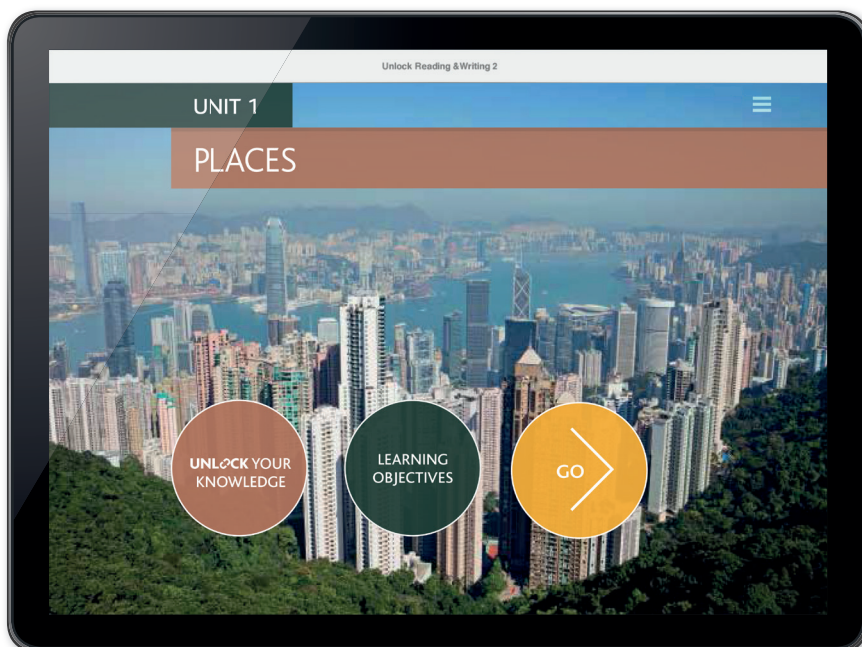 Unlock Reading &Writing 2
UNIT 1
PLACES
UNLOCK YOUR
KNOWLEDGE
LEARNING
OBJECTIVES
GO